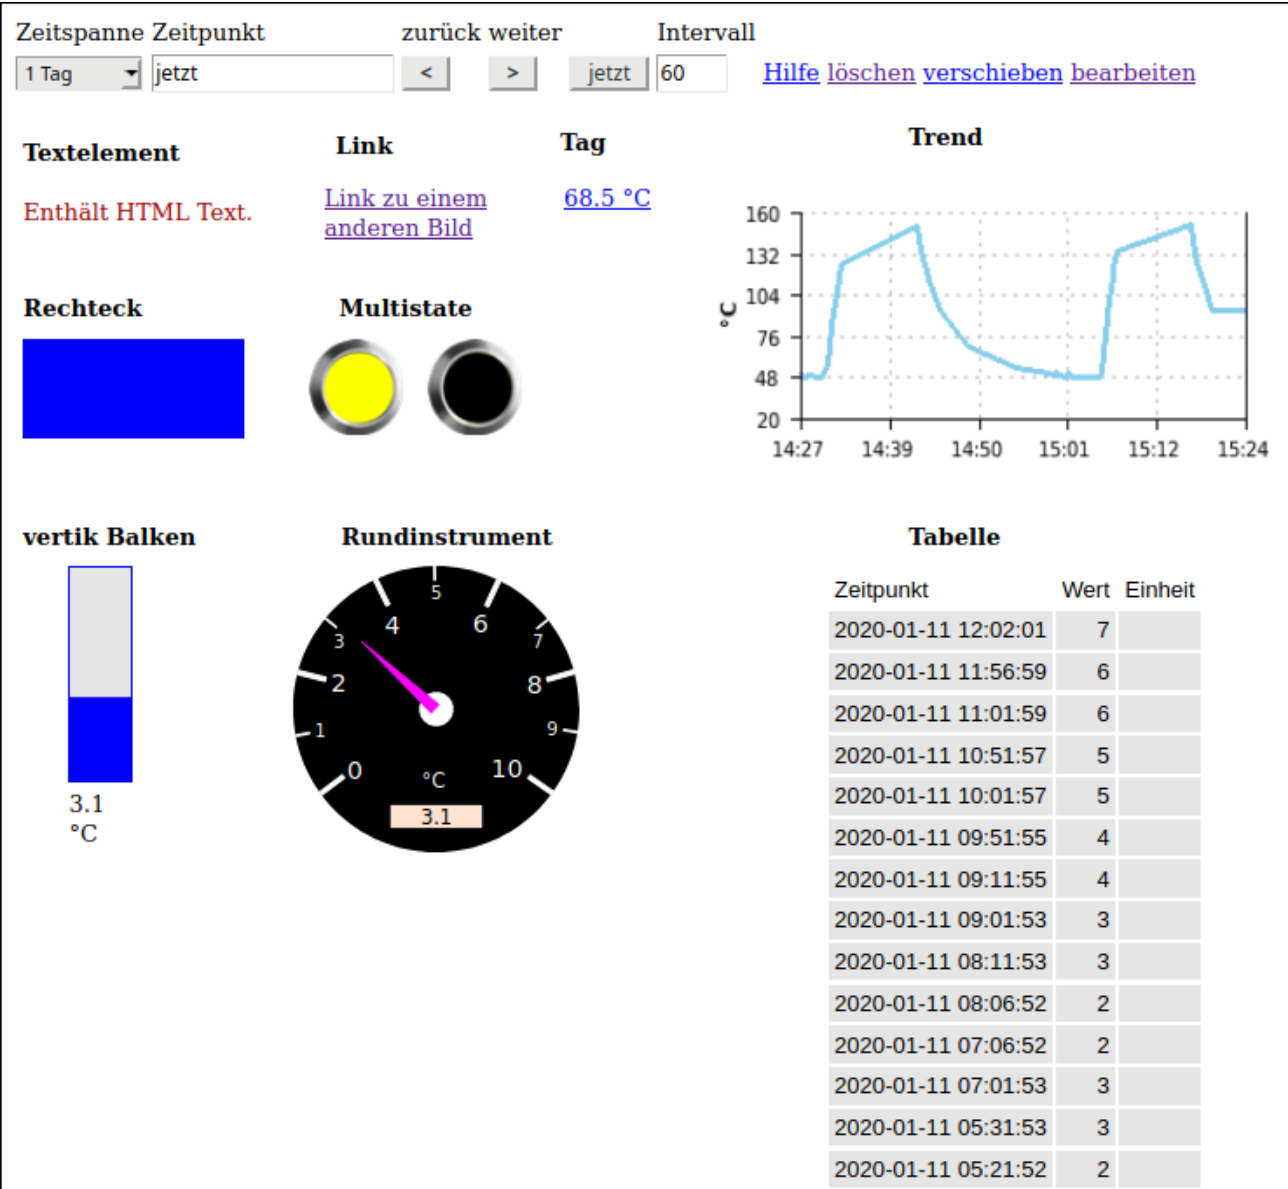 Zeitspanne Zeitpunkt zurück weiter Intervall
1 Tag jetzt < > jetzt 60 Hilfe löschen verschieben bearbeiten
Textelement Link Tag Trend
Enthält HTML Text.
Link zu einem
anderen Bild
68.5 °C
°C
160
132
104
76
48
20
14:27 14:39 14:50 15:01 15:12 15:24
Rechteck Multistate
vertik Balken Rundinstrument Tabelle
3.1
°C
0 1 2 3 4 5 6 7 8 9 10
°C
3.1
Zeitpunkt Wert Einheit
2020-01-11 12:02:01 7
2020-01-11 11:56:59 6
2020-01-11 11:01:59 6
2020-01-11 10:51:57 5
2020-01-11 10:01:57 5
2020-01-11 09:51:55 4
2020-01-11 09:11:55 4
2020-01-11 09:01:53 3
2020-01-11 08:11:53 3
2020-01-11 08:06:52 2
2020-01-11 07:06:52 2
2020-01-11 07:01:53 3
2020-01-11 05:31:53 3
2020-01-11 05:21:52 2